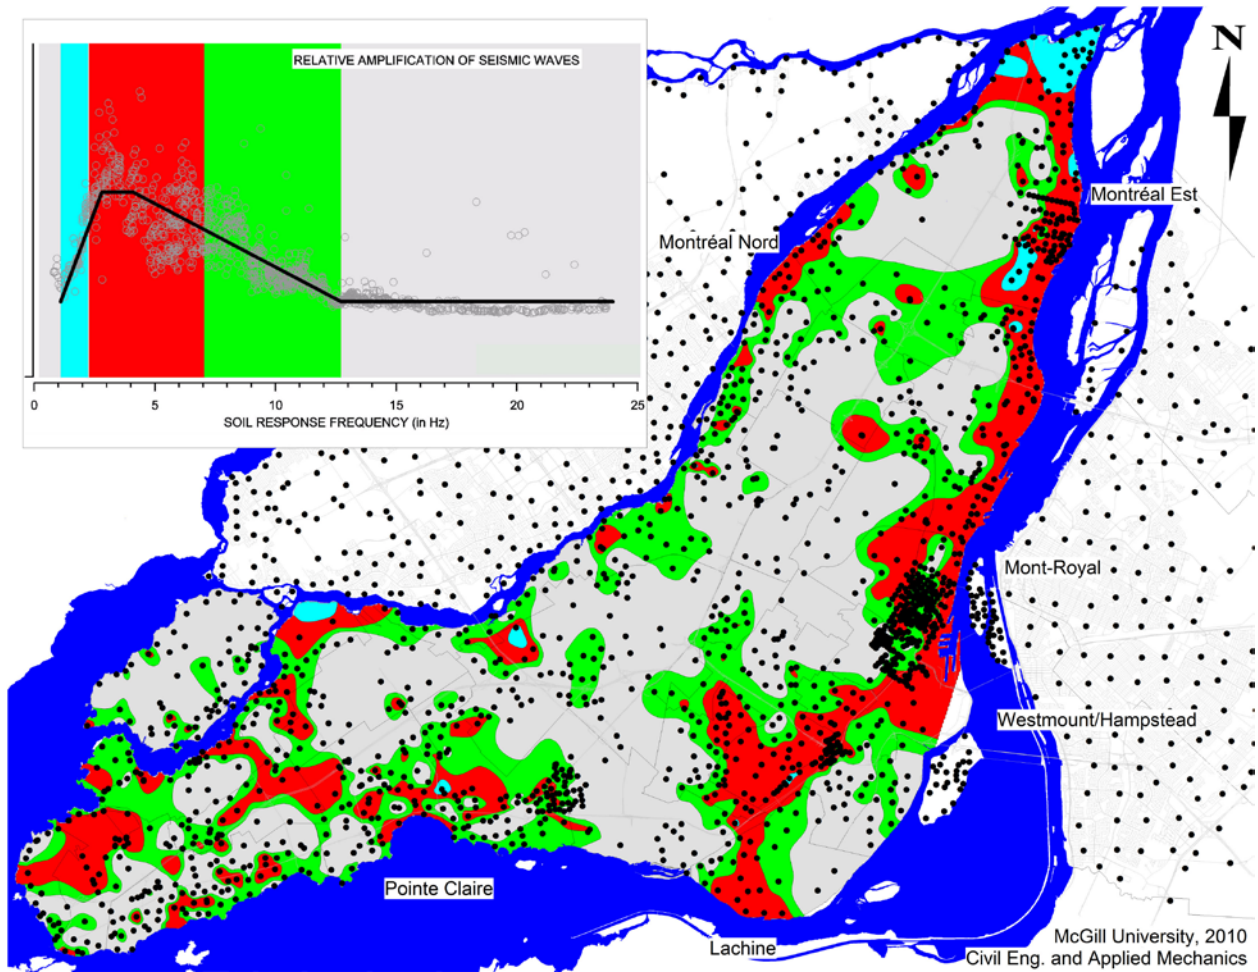 RELATIVE AMPLIFICATION OF SEISMIC WAVES
0 5 10 15 20 25
SOIL RESPONSE FREQUENCY (in Hz)
N
Montréal Est
Montréal Nord
Mont-Royal
Westmount/Hampstead
Pointe Claire
Lachine
McGill University, 2010
Civil Eng. and Applied Mechanics